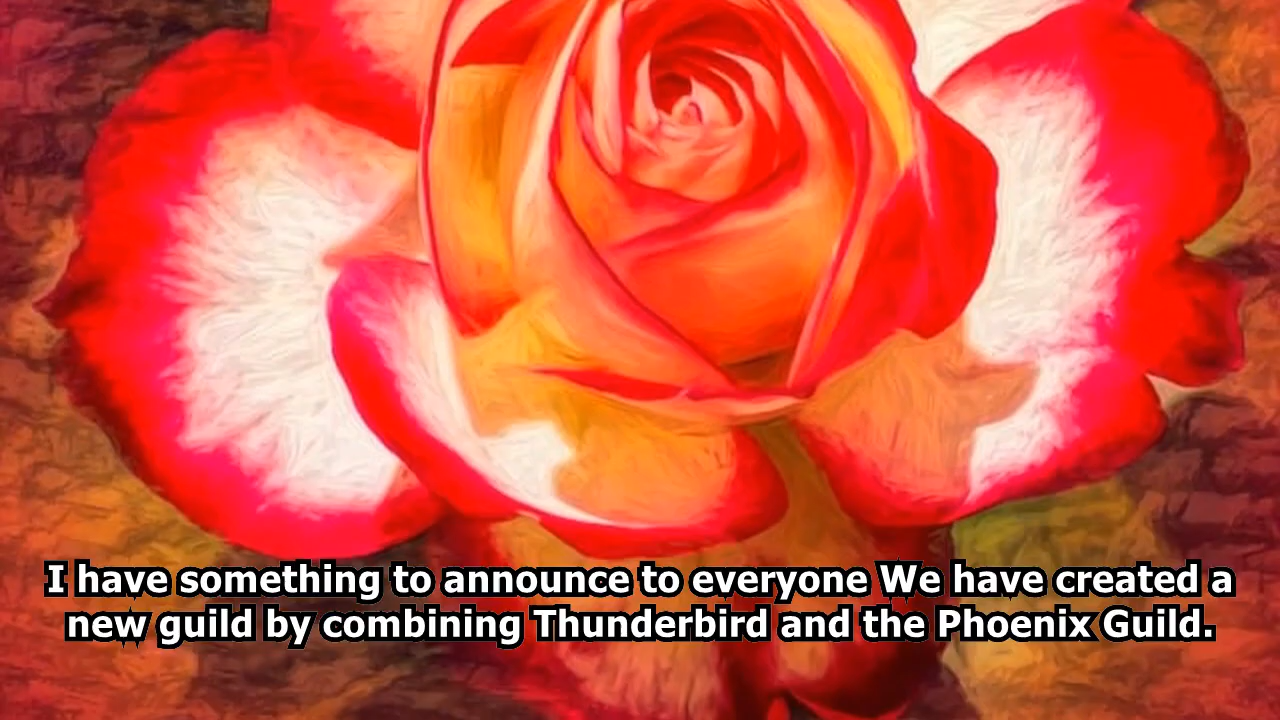 I have something to announce to everyone We have created a
new guild by combining Thunderbird and the Phoenix Guild.